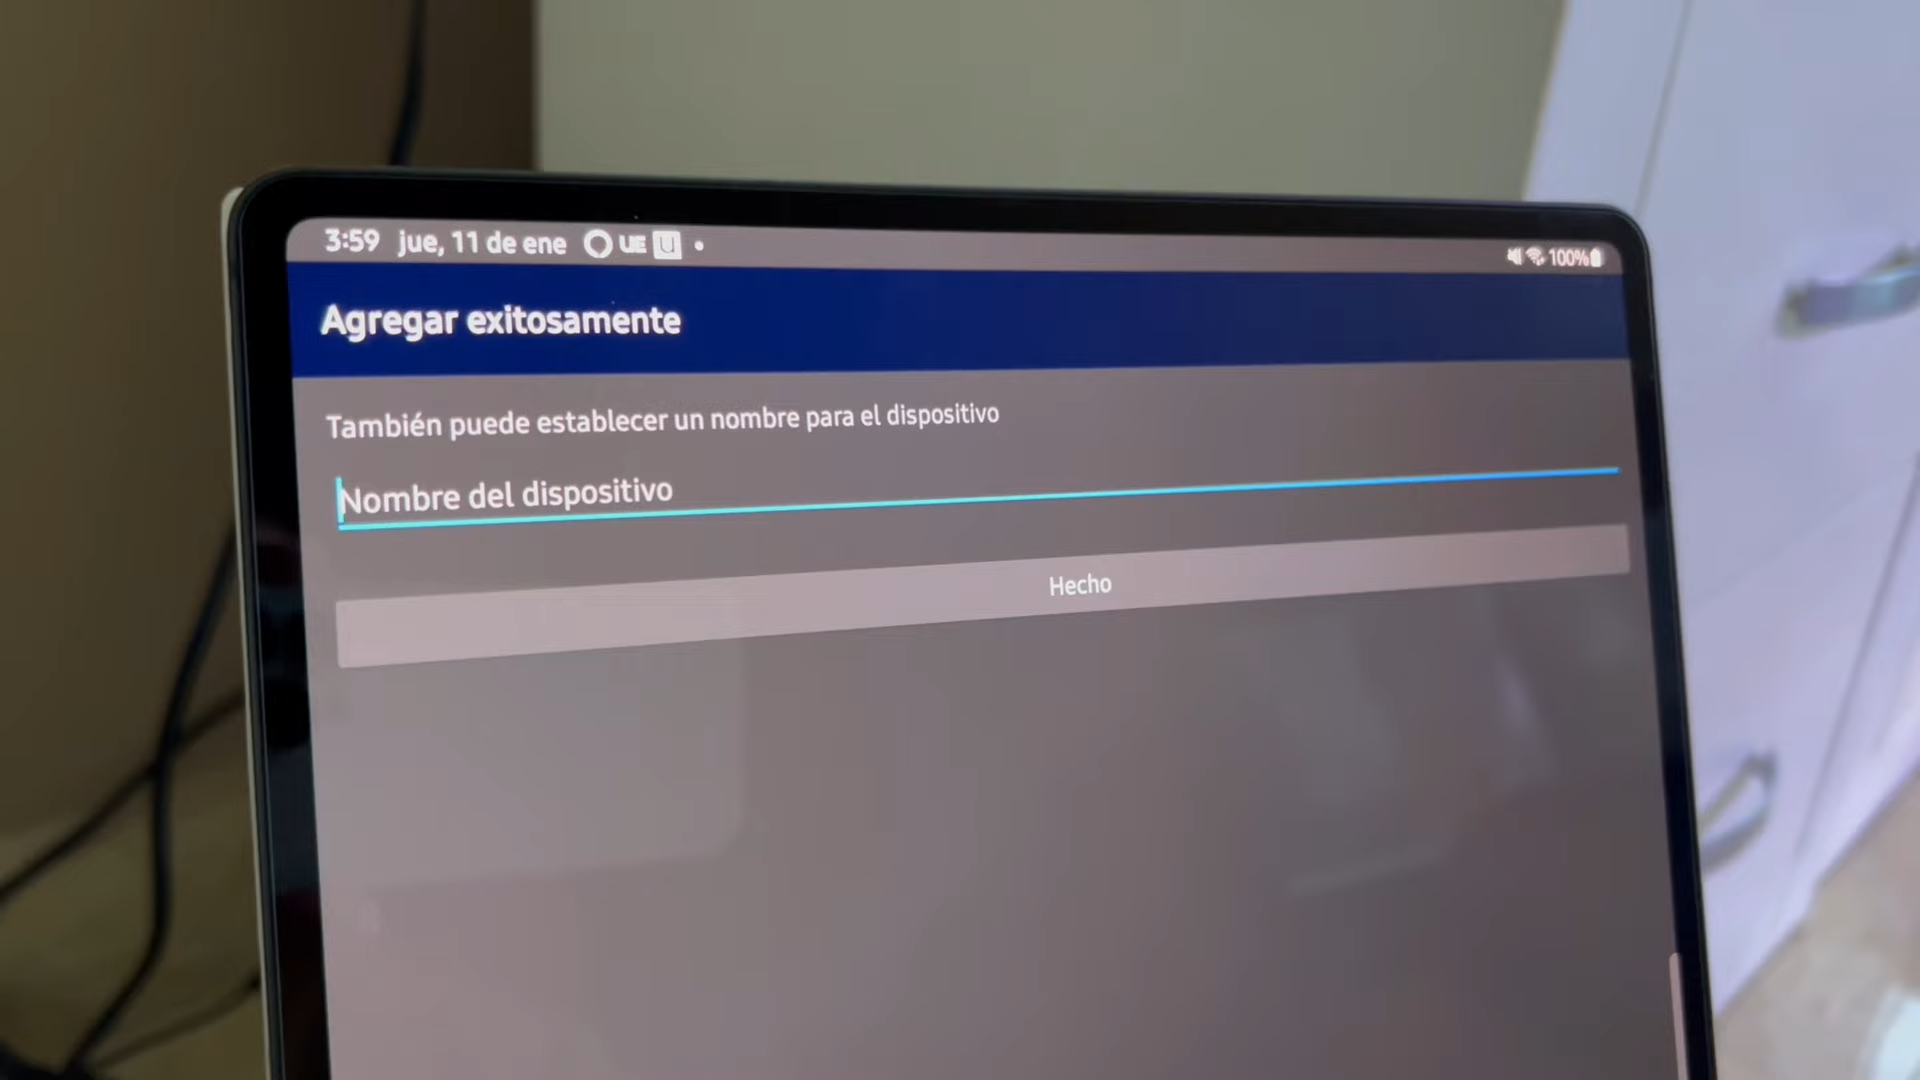 3:59 jue, 11 de ene UE U 100%
Agregar exitosamente
También puede establecer un nombre para el dispositivo
Nombre del dispositivo
Hecho